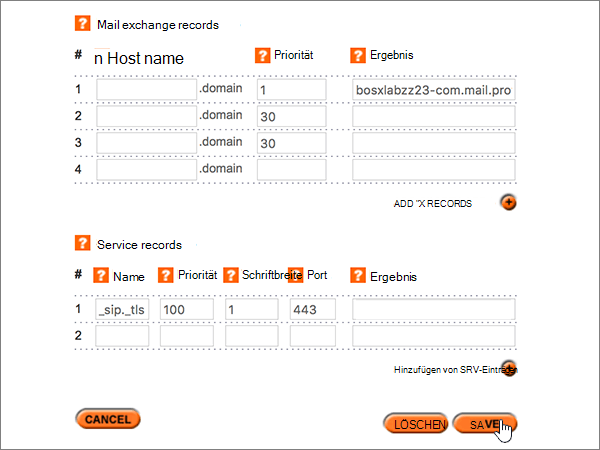 ? Mail exchange records
# n Host name ? Priorität ? Ergebnis
1 .domain 1 bosxlabzz23-com.mail.pro
2 .domain 30
3 .domain 30
4 .domain
ADD "X RECORDS +
? Service records
# ? Name ? Priorität ? Schriftbreite ? Port ? Ergebnis
1 _sip._tls 100 1 443
2
Hinzufügen von SRV-Einträgen +
CANCEL LÖSCHEN SAVE